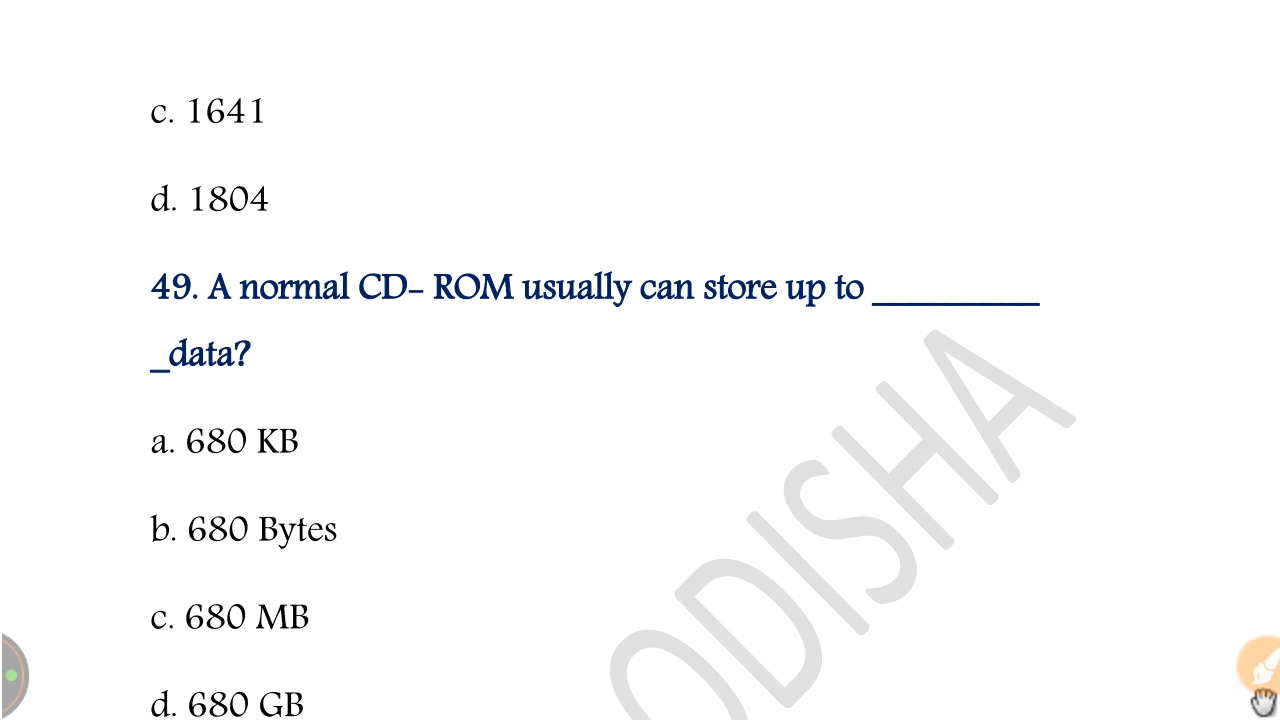 c. 1641
d. 1804
49. A normal CD- ROM usually can store up to _________
_data?
a. 680 KB
b. 680 Bytes
c. 680 MB
d. 680 GB
ODISHA